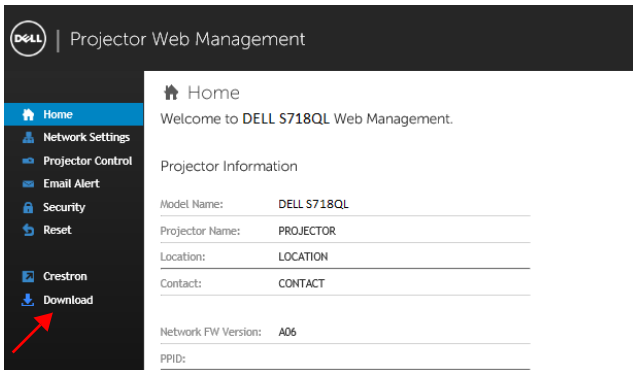 DELL | Projector Web Management
Home
Network Settings
Projector Control
Email Alert
Security
Reset
Crestron
Download
Home
Welcome to DELL S718QL Web Management.
Projector Information
Model Name: DELL S718QL
Projector Name: PROJECTOR
Location: LOCATION
Contact: CONTACT
Network FW Version: A06
PPID: